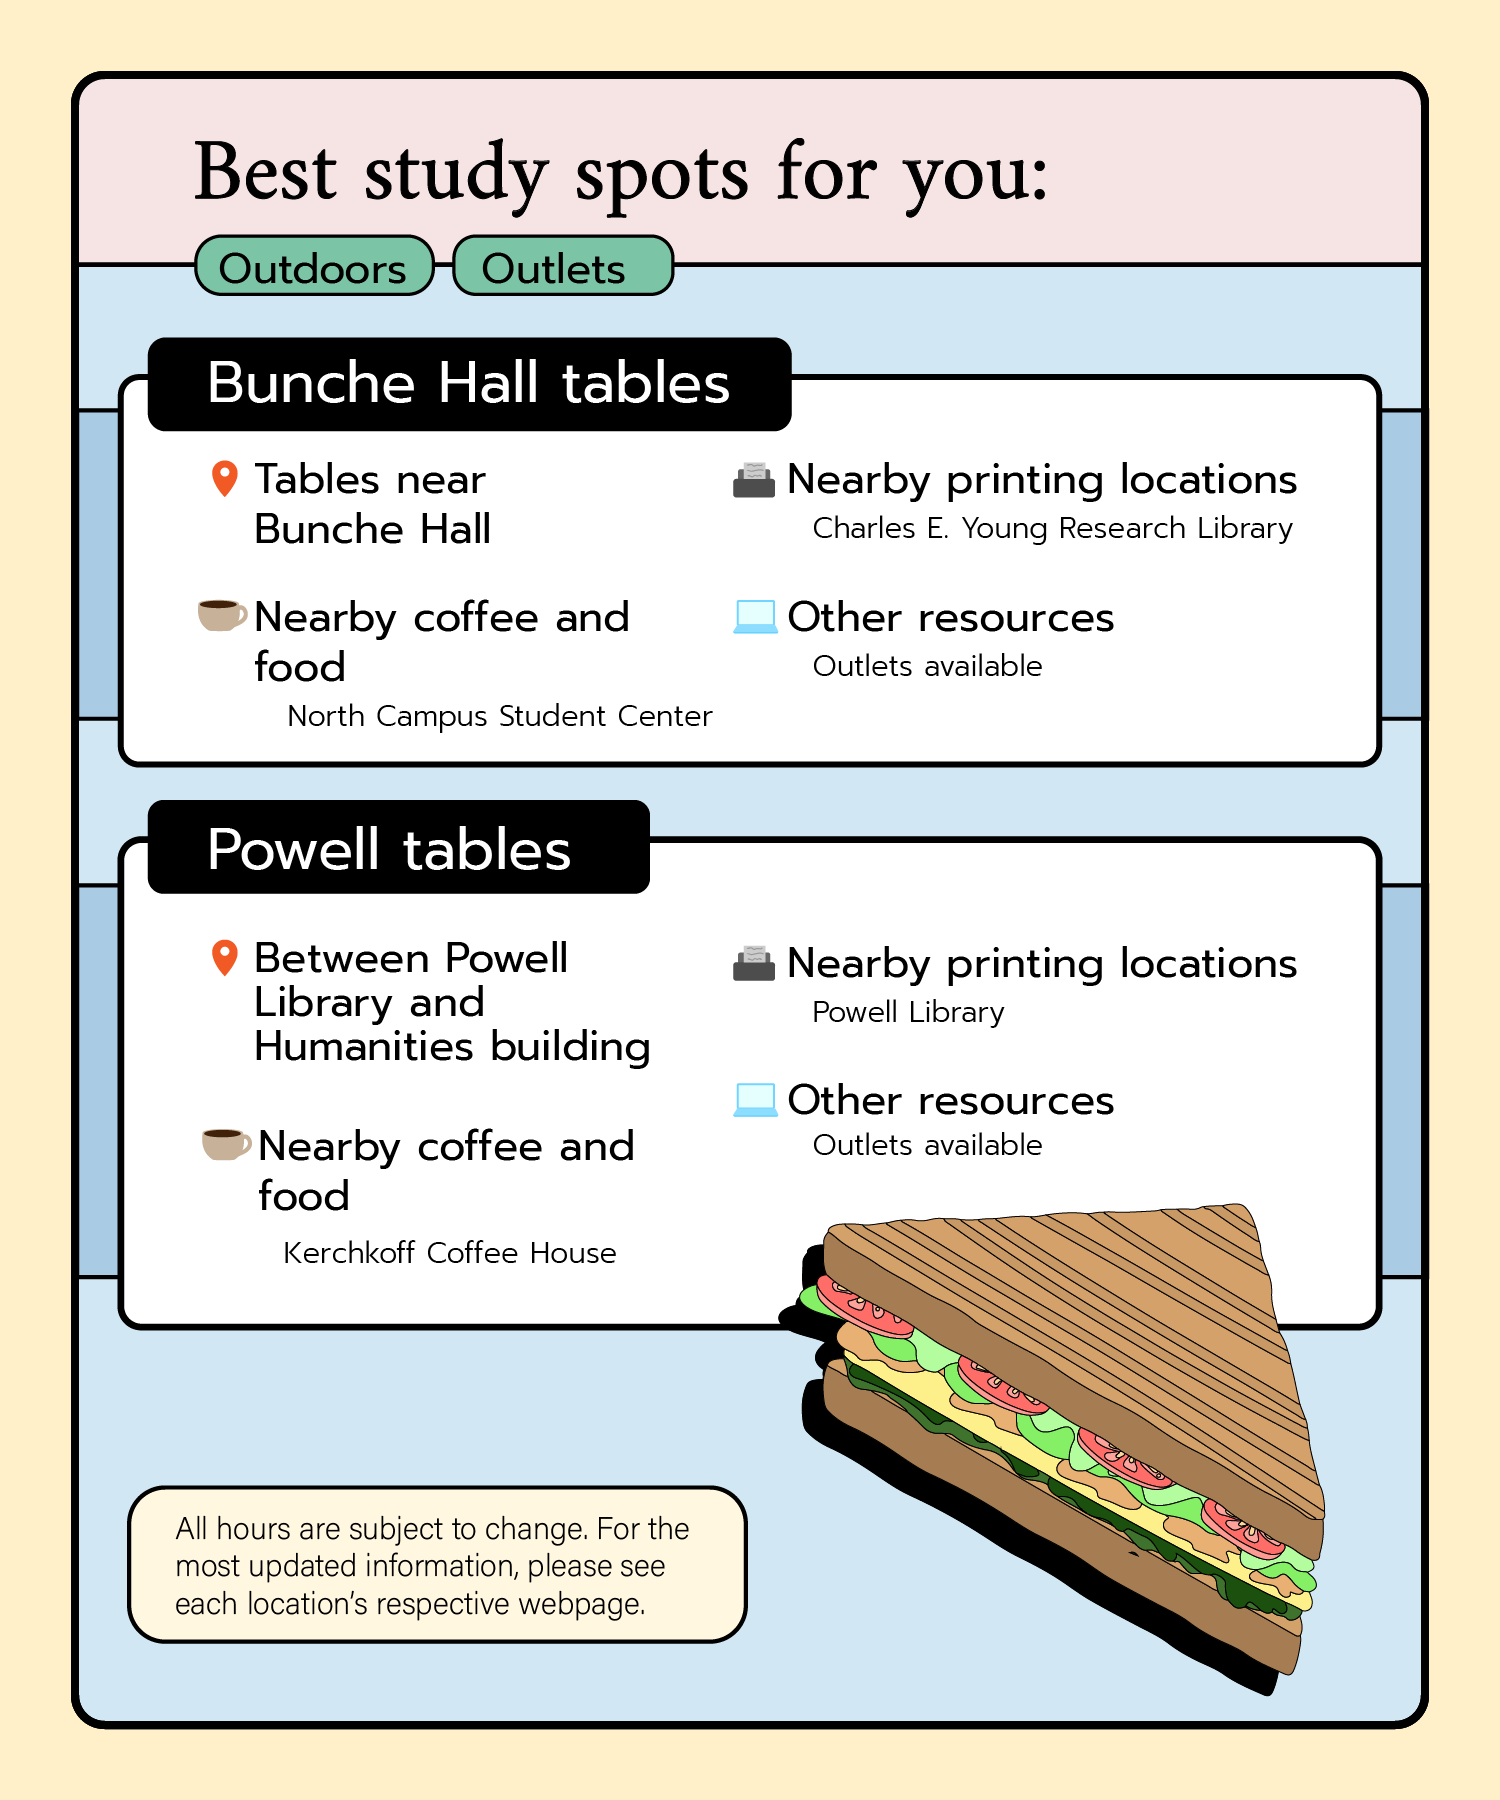 Best study spots for you:
Outdoors
Outlets
Bunche Hall tables
Tables near
Bunche Hall
Nearby coffee and
food
North Campus Student Center
Nearby printing locations
Charles E. Young Research Library
Other resources
Outlets available
Powell tables
Between Powell
Library and
Humanities building
Nearby coffee and
food
Kerchkoff Coffee House
Nearby printing locations
Powell Library
Other resources
Outlets available
All hours are subject to change. For the
most updated information, please see
each location's respective webpage.